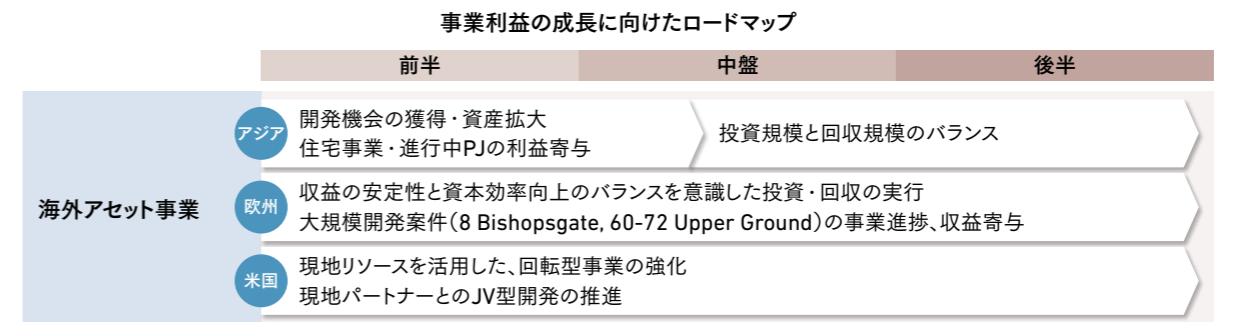 事業利益の成長に向けたロードマップ
前半 中盤 後半
海外アセット事業
アジア
開発機会の獲得・資産拡大
住宅事業・進行中PJの利益寄与
投資規模と回収規模のバランス
欧州
収益の安定性と資本効率向上のバランスを意識した投資・回収の実行
大規模開発案件（8 Bishopsgate, 60-72 Upper Ground）の事業進捗、収益寄与
米国
現地リソースを活用した、回転型事業の強化
現地パートナーとのJV型開発の推進